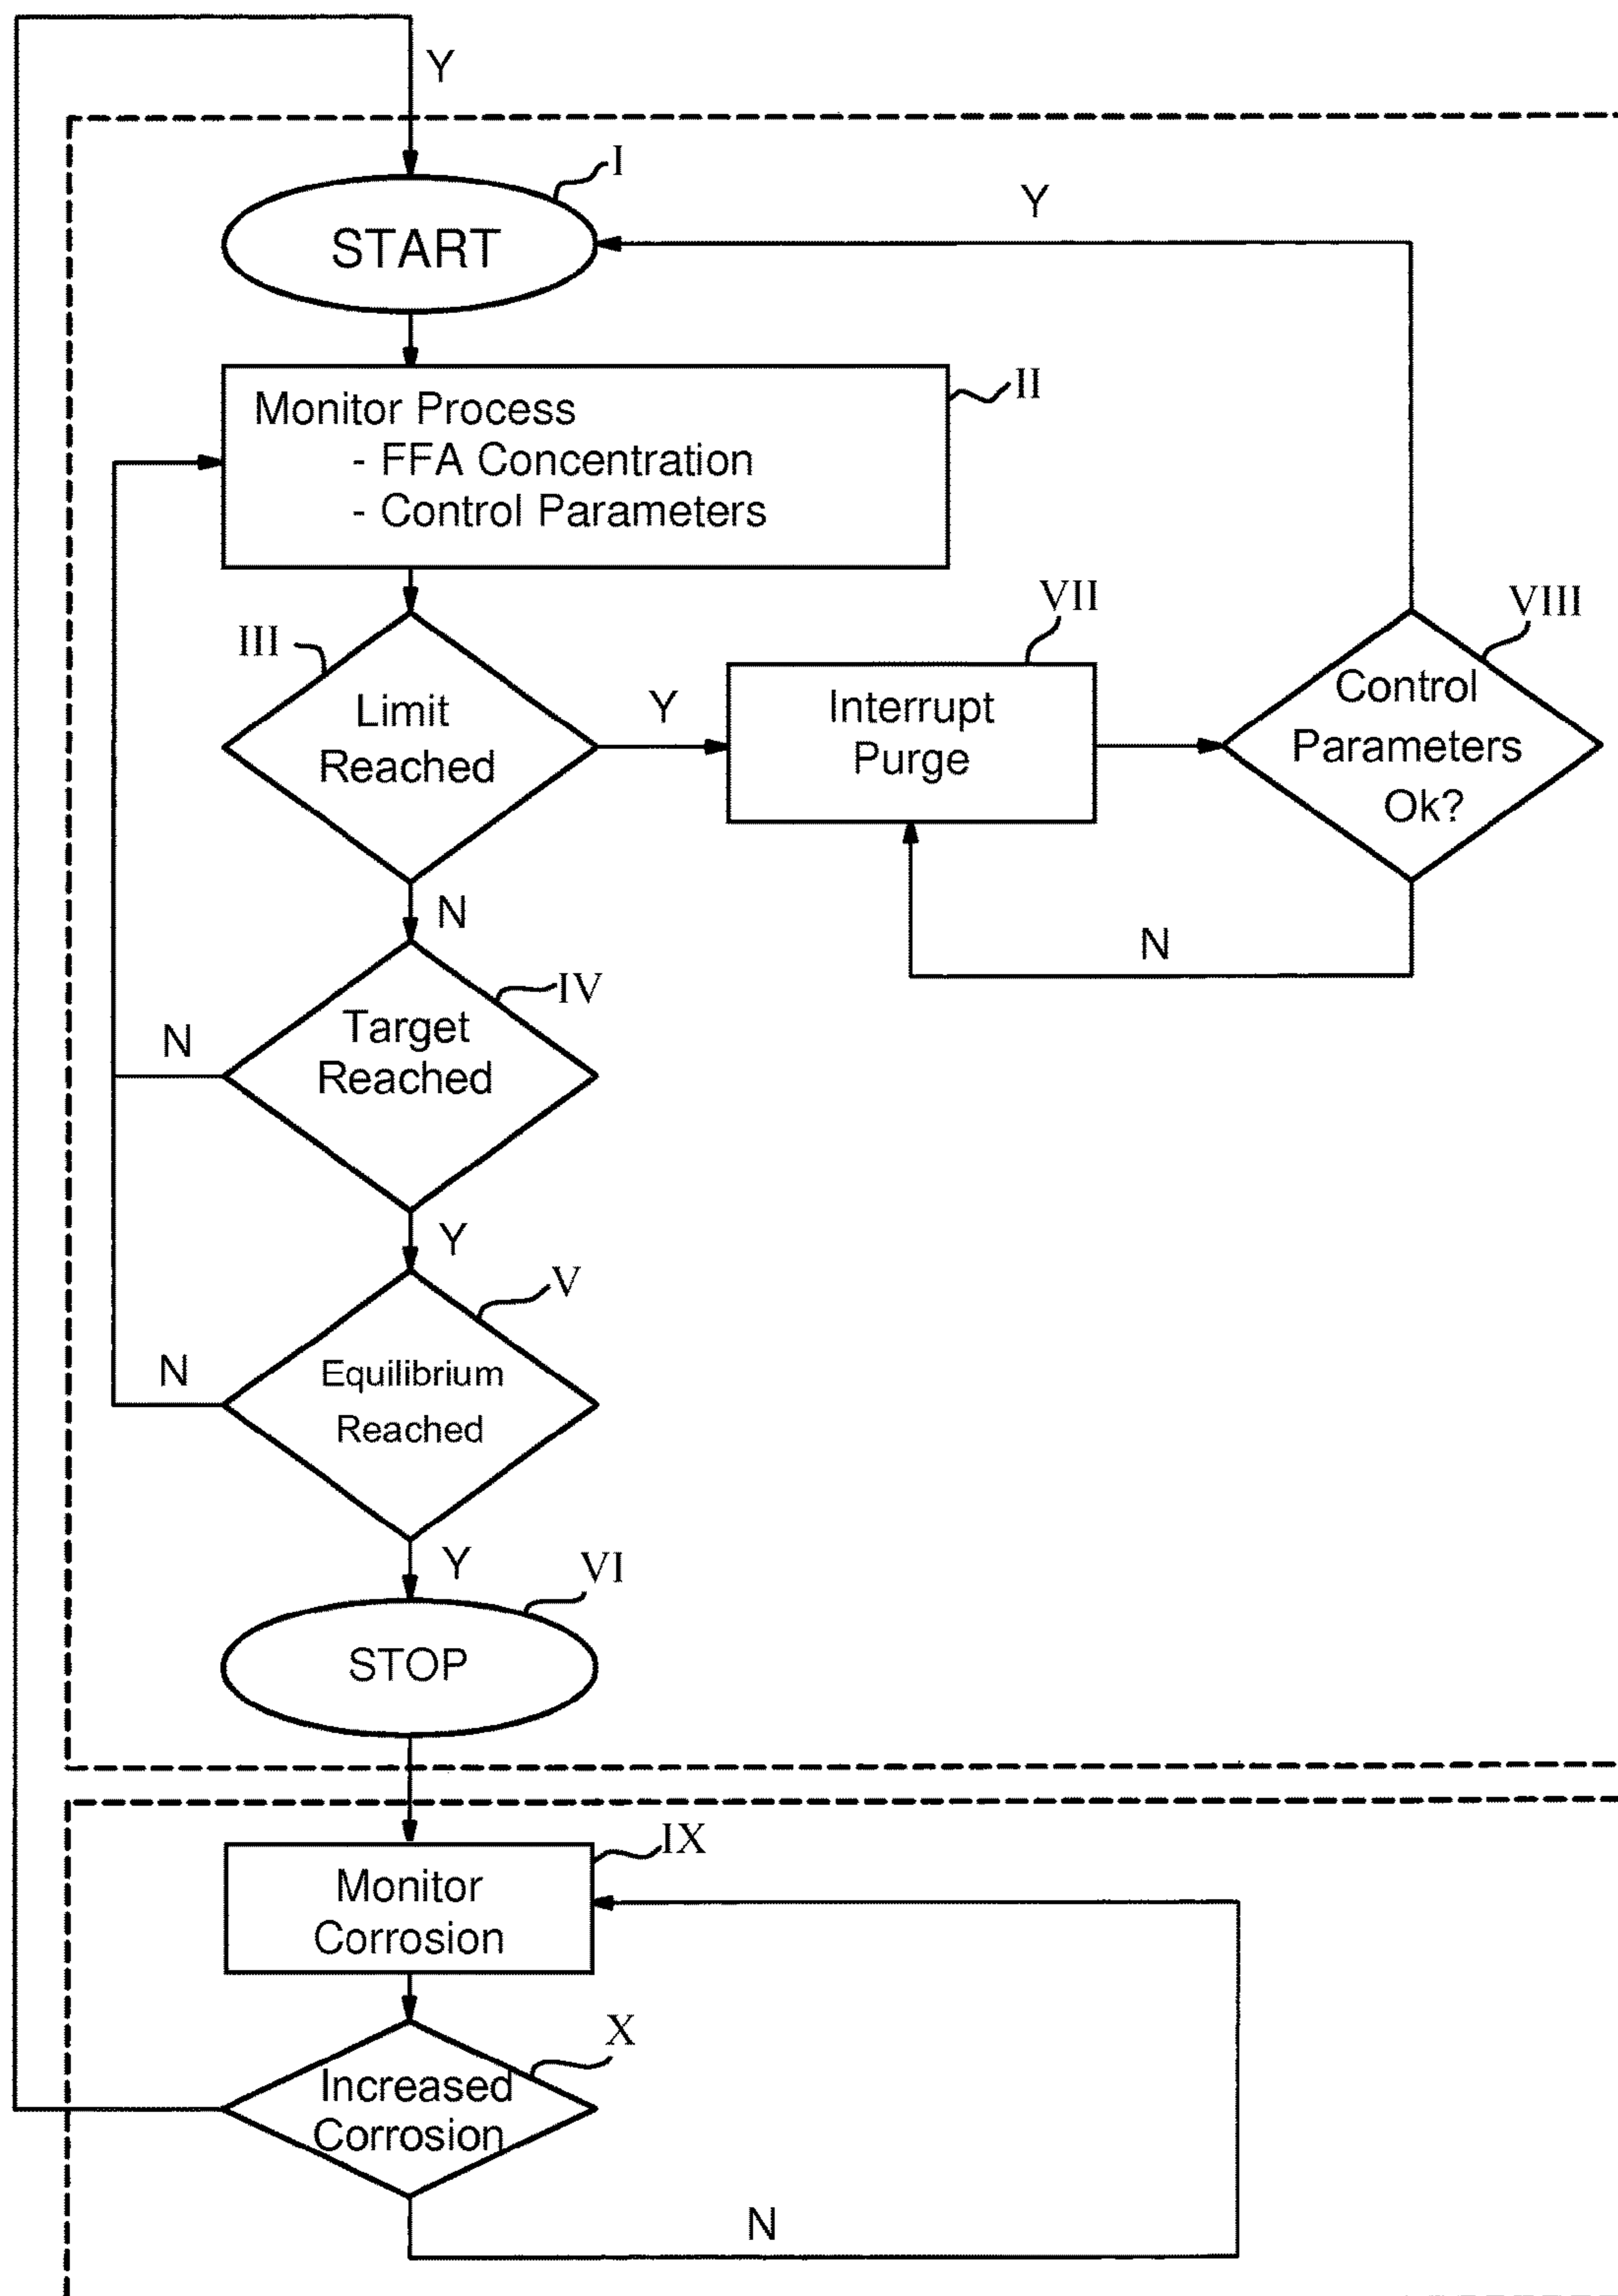 Y
I
START
Y
Monitor Process
- FFA Concentration
- Control Parameters
II
III
Limit
Reached
Y
VII
Interrupt
Purge
VIII
Control
Parameters
Ok?
N
N
IV
Target
Reached
N
Y
V
Equilibrium
Reached
N
Y
VI
STOP
IX
Monitor
Corrosion
X
Increased
Corrosion
N